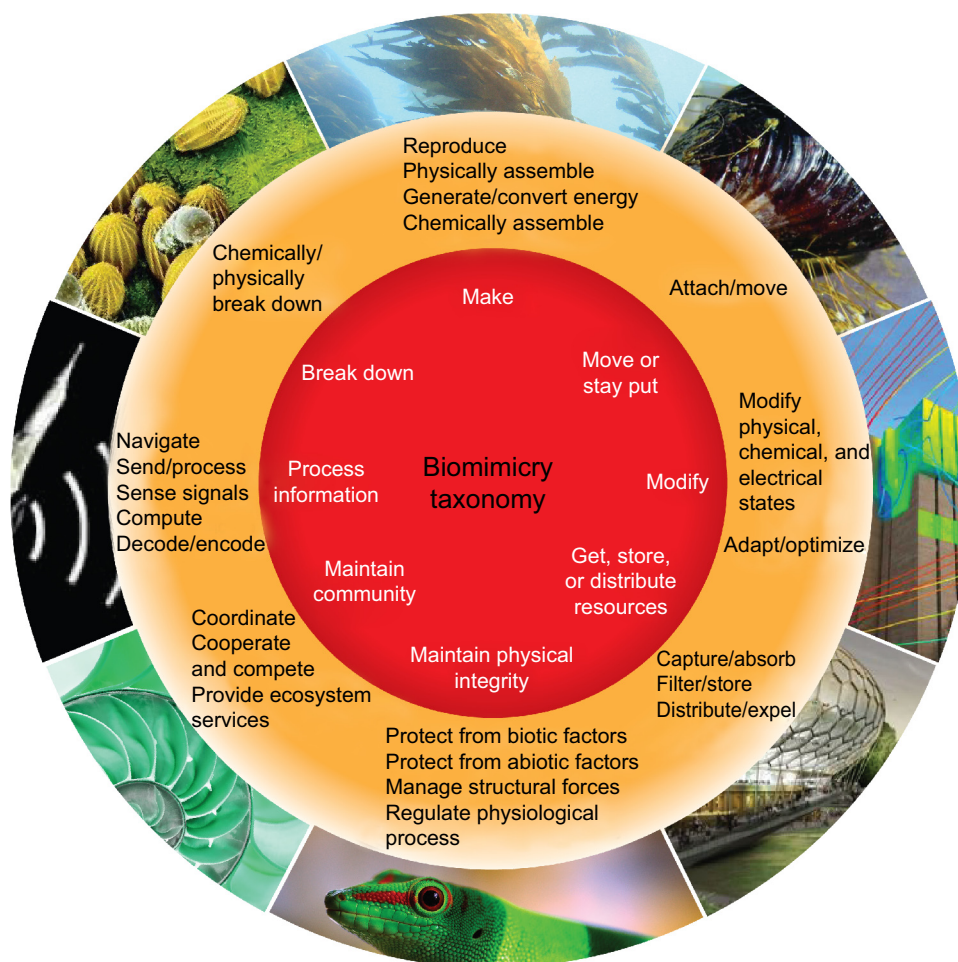 Reproduce
Physically assemble
Generate/convert energy
Chemically assemble
Chemically/
physically
break down
Attach/move
Make
Break down
Move or
stay put
Modify
physical,
chemical, and
electrical
states
Navigate
Send/process
Sense signals
Compute
Decode/encode
Process
information
Biomimicry
taxonomy
Modify
Adapt/optimize
Maintain
community
Get, store,
or distribute
resources
Coordinate
Cooperate
and compete
Provide ecosystem
services
Maintain physical
integrity
Capture/absorb
Filter/store
Distribute/expel
Protect from biotic factors
Protect from abiotic factors
Manage structural forces
Regulate physiological
process